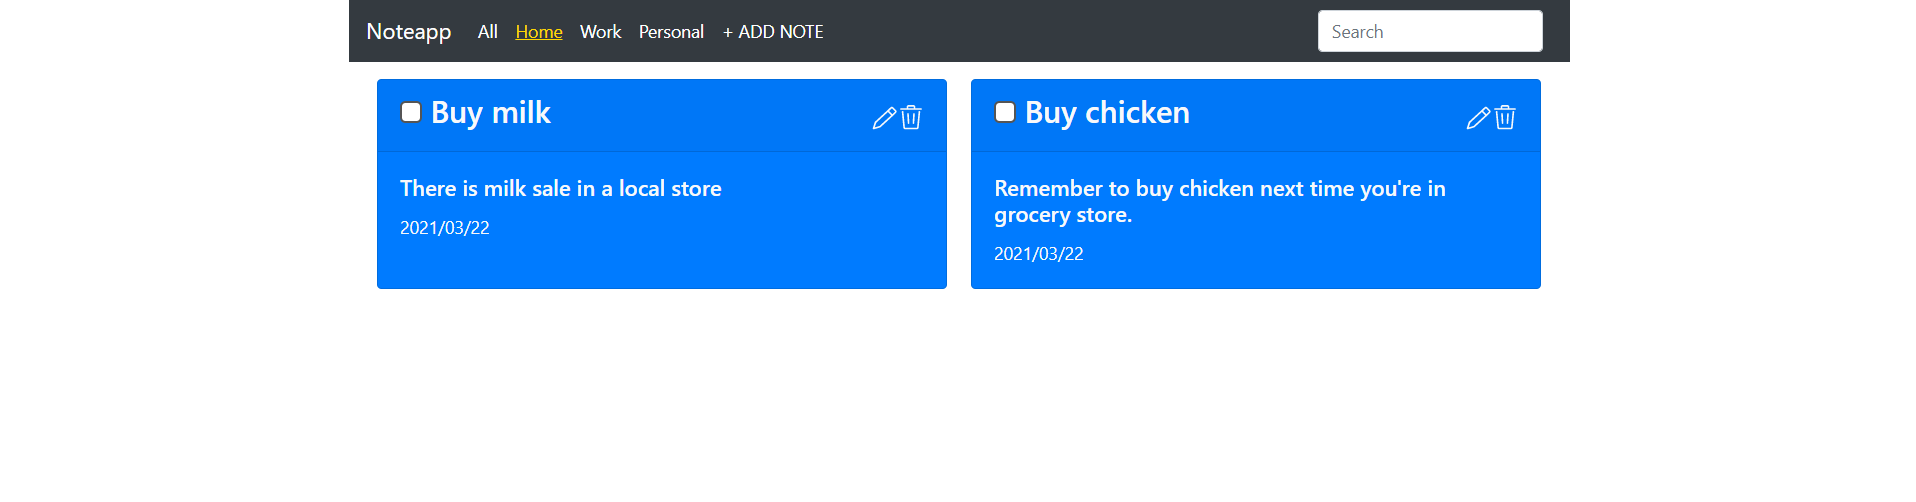 Noteapp All Home Work Personal + ADD NOTE Search
Buy milk
There is milk sale in a local store
2021/03/22
Buy chicken
Remember to buy chicken next time you're in
grocery store.
2021/03/22